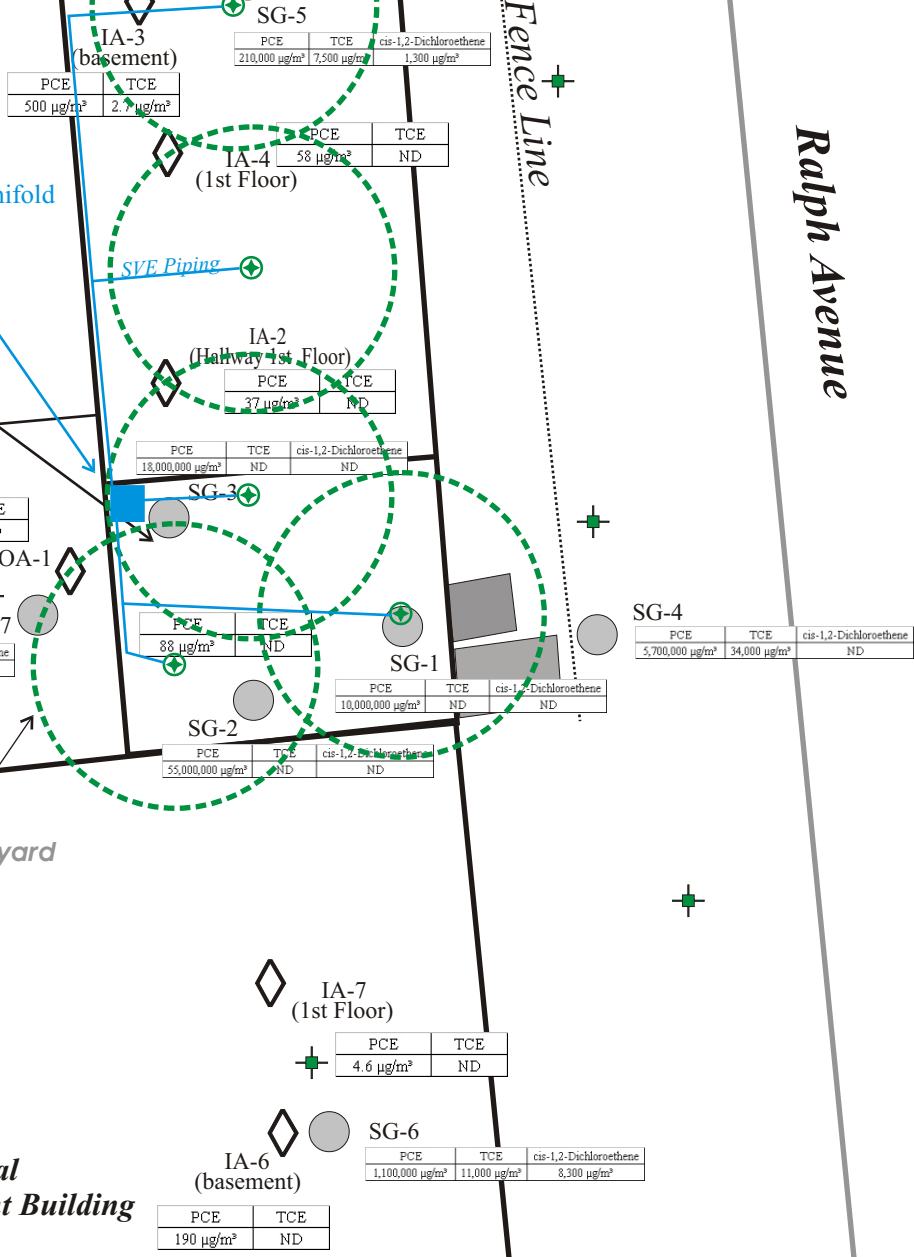 SG-5
PCE TCE cis-1,2-Dichloroethene
210,000 µg/m³ 7,500 µg/m³ 1,300 µg/m³
IA-3
(basement)
PCE TCE
500 µg/m³ 2.7 µg/m³
Fence Line
Ralph Avenue
PCE TCE
58 µg/m³ ND
IA-4
(1st Floor)
nifold
SVE Piping
IA-2
(Hallway 1st Floor)
PCE TCE
37 µg/m³ ND
PCE TCE cis-1,2-Dichloroethene
18,000,000 µg/m³ ND ND
SG-3
E
OA-1
7
ne
PCE TCE
88 µg/m³ ND
SG-4
PCE TCE cis-1,2-Dichloroethene
5,700,000 µg/m³ 34,000 µg/m³ ND
SG-1
PCE TCE cis-1,2-Dichloroethene
10,000,000 µg/m³ ND ND
SG-2
PCE TCE cis-1,2-Dichloroethene
55,000,000 µg/m³ ND ND
yard
IA-7
(1st Floor)
PCE TCE
4.6 µg/m³ ND
SG-6
PCE TCE cis-1,2-Dichloroethene
1,100,000 µg/m³ 11,000 µg/m³ 8,300 µg/m³
IA-6
(basement)
al
nt Building
PCE TCE
190 µg/m³ ND